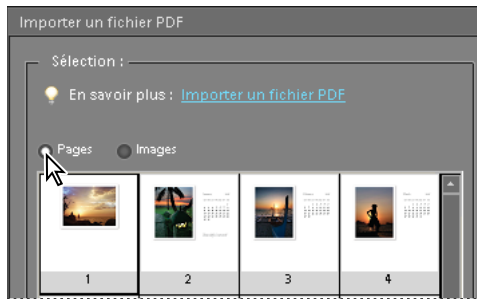 Importer un fichier PDF
Sélection :
En savoir plus : Importer un fichier PDF
Pages Images
1 2 3 4